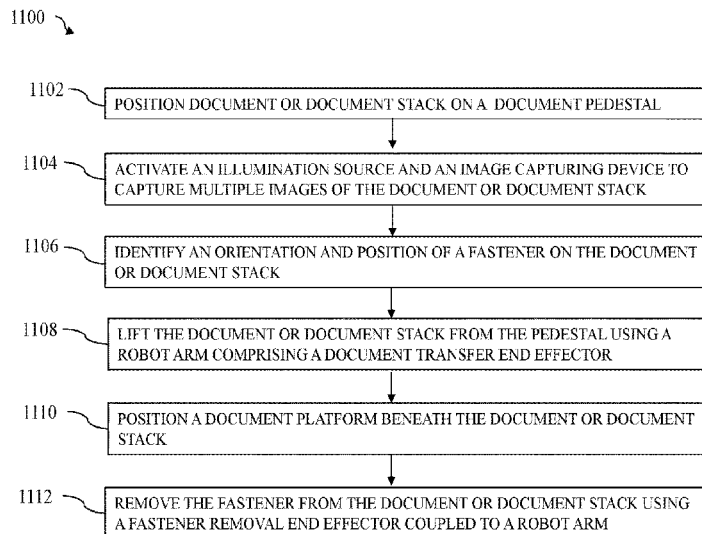 1100
1102
POSITION DOCUMENT OR DOCUMENT STACK ON A DOCUMENT PEDESTAL
1104
ACTIVATE AN ILLUMINATION SOURCE AND AN IMAGE CAPTURING DEVICE TO
CAPTURE MULTIPLE IMAGES OF THE DOCUMENT OR DOCUMENT STACK
1106
IDENTIFY AN ORIENTATION AND POSITION OF A FASTENER ON THE DOCUMENT
OR DOCUMENT STACK
1108
LIFT THE DOCUMENT OR DOCUMENT STACK FROM THE PEDESTAL USING A
ROBOT ARM COMPRISING A DOCUMENT TRANSFER END EFFECTOR
1110
POSITION A DOCUMENT PLATFORM BENEATH THE DOCUMENT OR DOCUMENT
STACK
1112
REMOVE THE FASTENER FROM THE DOCUMENT OR DOCUMENT STACK USING
A FASTENER REMOVAL END EFFECTOR COUPLED TO A ROBOT ARM